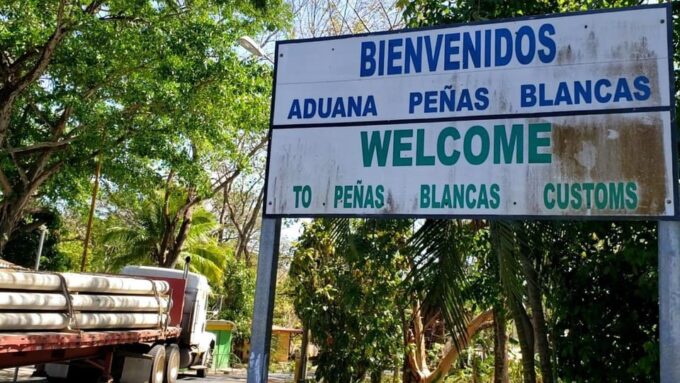 BIENVENIDOS
ADUANA PEÑAS BLANCAS
WELCOME
TO PEÑAS BLANCAS CUSTOMS